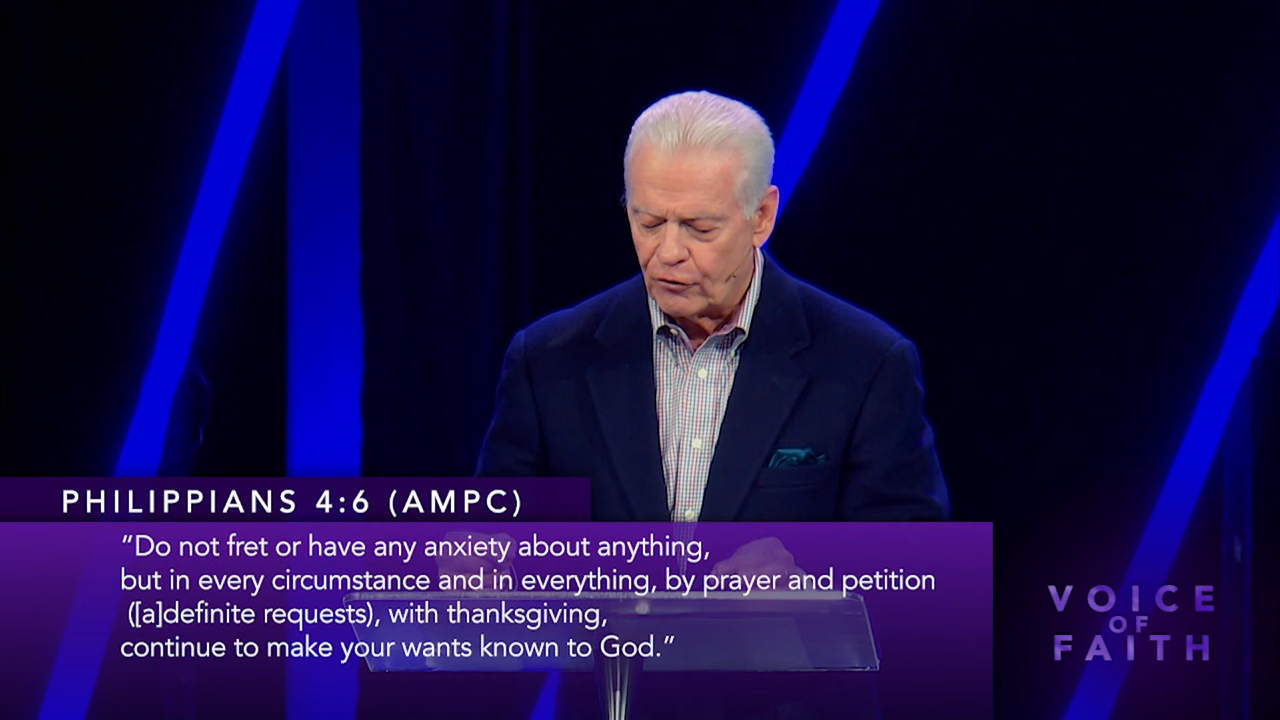 PHILIPPIANS 4:6 (AMPC)
“Do not fret or have any anxiety about anything,
but in every circumstance and in everything, by prayer and petition
([a]definite requests), with thanksgiving,
continue to make your wants known to God.”
VOICE
OF
FAITH